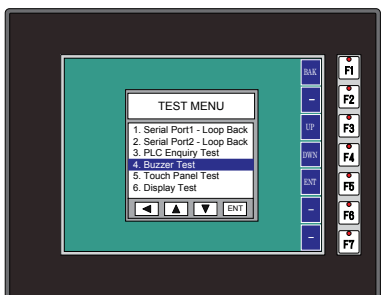 TEST MENU
1. Serial Port1 - Loop Back
2. Serial Port2 - Loop Back
3. PLC Enquiry Test
4. Buzzer Test
5. Touch Panel Test
6. Display Test
ENT
BAK
-
UP
DWN
ENT
-
-
F1
F2
F3
F4
F5
F6
F7